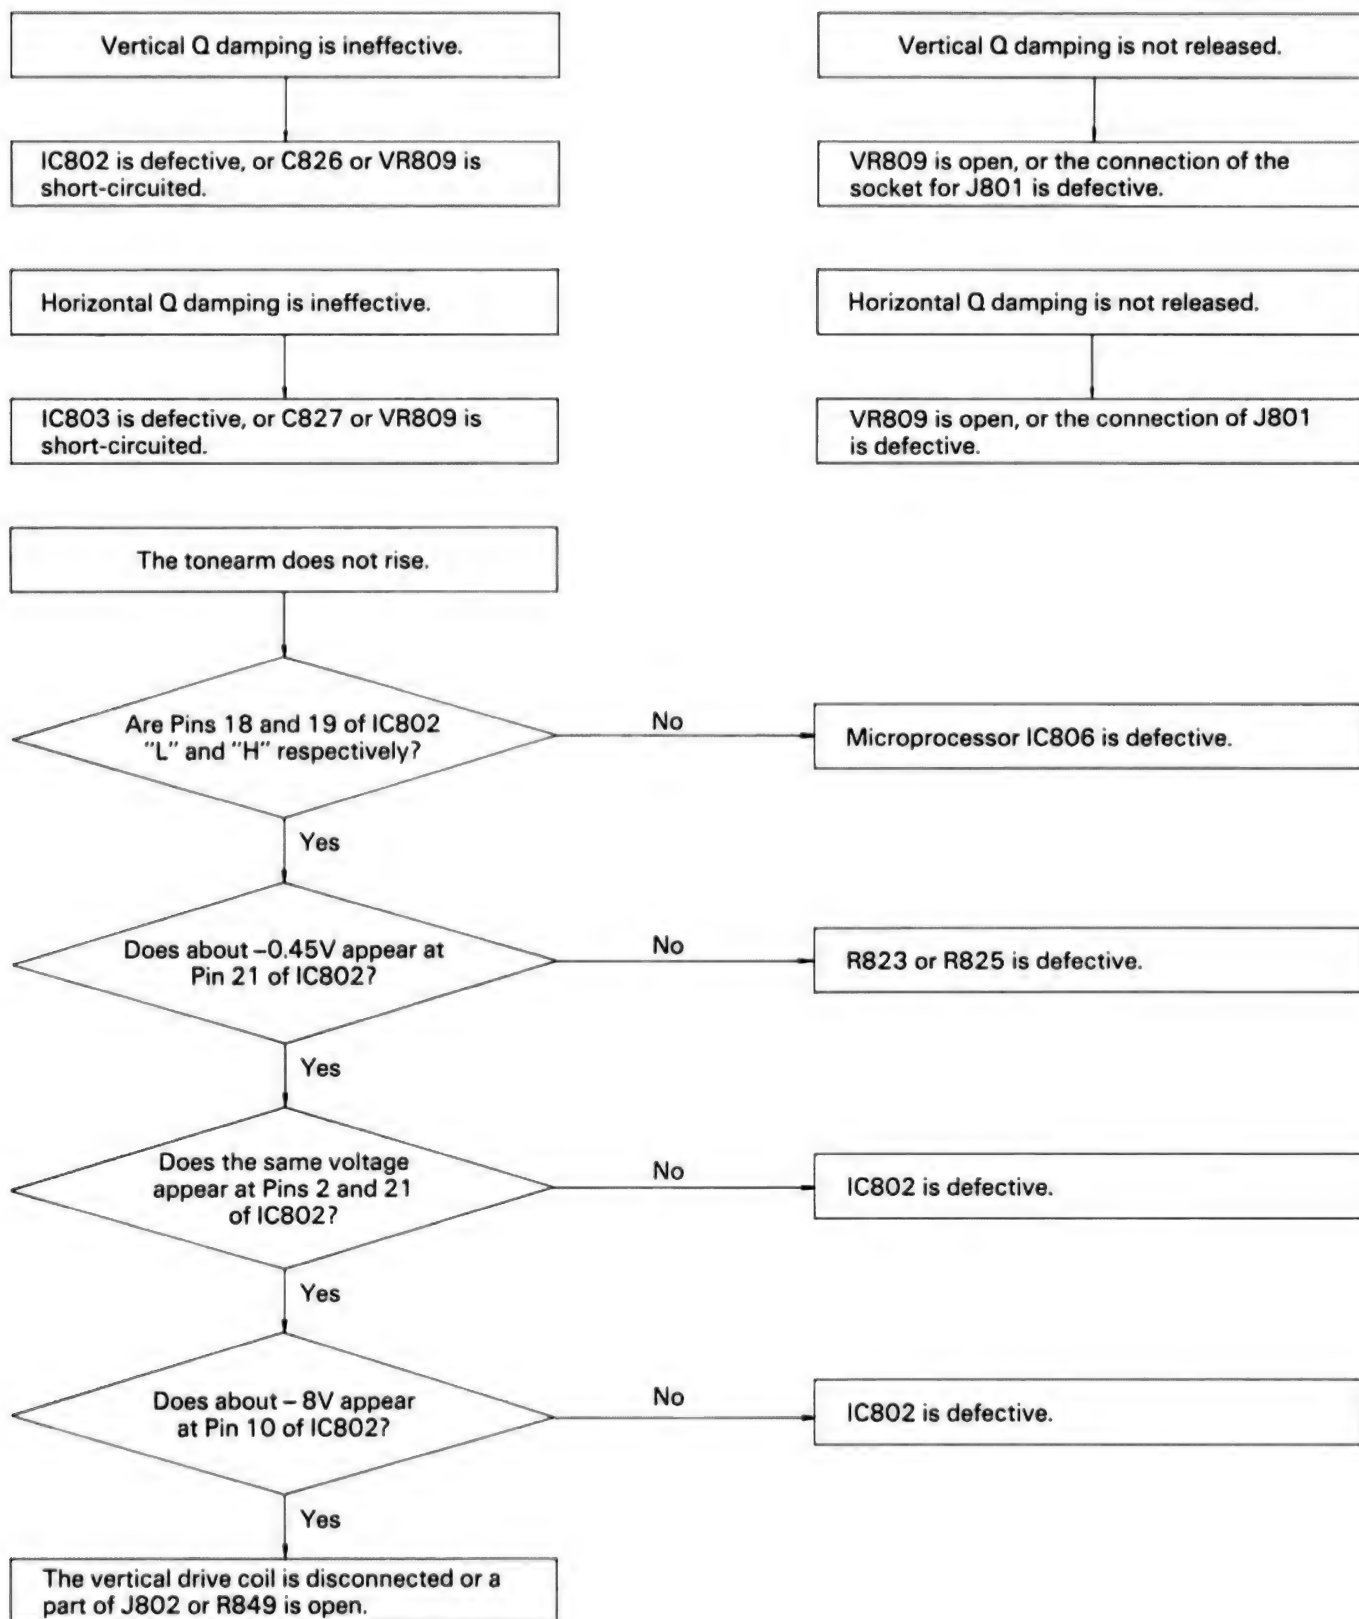 Vertical Q damping is ineffective.
Vertical Q damping is not released.
IC802 is defective, or C826 or VR809 is
short-circuited.
VR809 is open, or the connection of the
socket for J801 is defective.
Horizontal Q damping is ineffective.
Horizontal Q damping is not released.
IC803 is defective, or C827 or VR809 is
short-circuited.
VR809 is open, or the connection of J801
is defective.
The tonearm does not rise.
Are Pins 18 and 19 of IC802
"L" and "H" respectively?
No
Microprocessor IC806 is defective.
Yes
Does about –0.45V appear at
Pin 21 of IC802?
No
R823 or R825 is defective.
Yes
Does the same voltage
appear at Pins 2 and 21
of IC802?
No
IC802 is defective.
Yes
Does about – 8V appear
at Pin 10 of IC802?
No
IC802 is defective.
Yes
The vertical drive coil is disconnected or a
part of J802 or R849 is open.